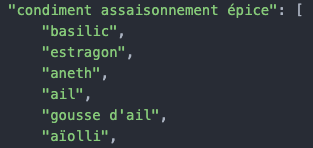 "condiment assaisonnement épice": [
"basilic",
"estragon",
"aneth",
"ail",
"gousse d'ail",
"aïolli",